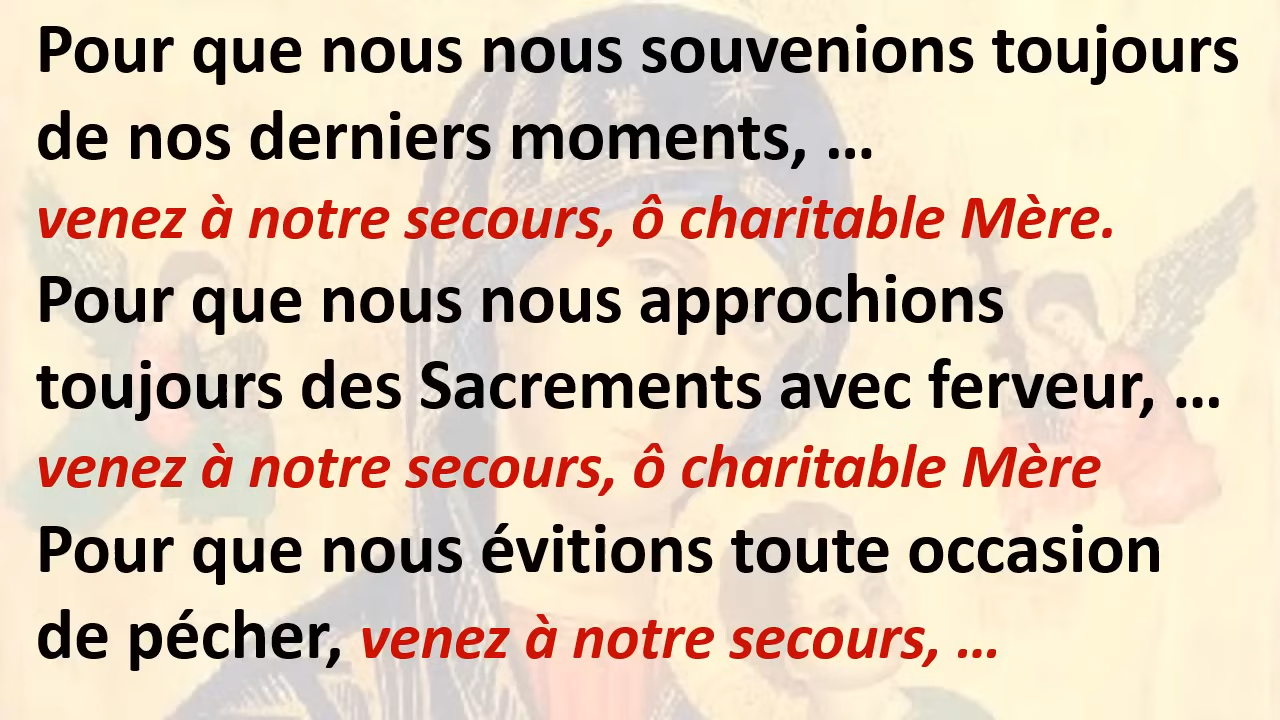 Pour que nous nous souvenions toujours
de nos derniers moments, ...
venez à notre secours, ô charitable Mère.
Pour que nous nous approchions
toujours des Sacrements avec ferveur, ...
venez à notre secours, ô charitable Mère
Pour que nous évitions toute occasion
de pécher, venez à notre secours, ...